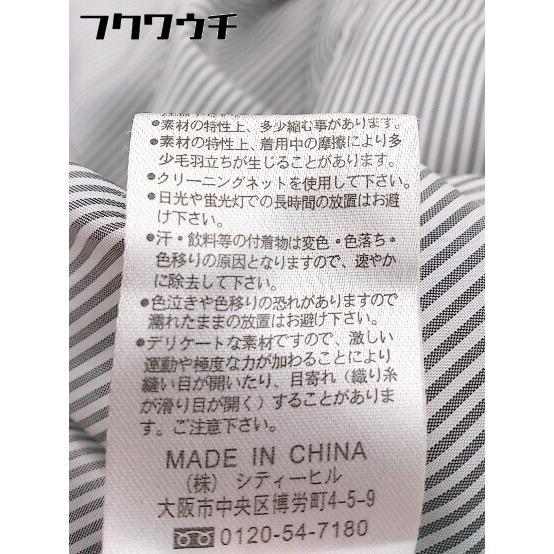 フクワウチ
●素材の特性上、多少縮む事があります。
●素材の特性上、着用中の摩擦により多
少毛羽立ちが生じることがあります。
●クリーニングネットを使用して下さい。
●日光や蛍光灯での長時間の放置はお避
け下さい。
●汗・飲料等の付着物は変色・色落ち・
色移りの原因となりますので、速やか
に除去して下さい。
●色泣きや色移りの恐れがありますので
濡れたままの放置はお避け下さい。
●デリケートな素材ですので、激しい
運動や極度な力が加わることにより
縫い目が開いたり、目寄れ（織り糸
が滑り目が開く）することがありま
す。ご注意下さい。
MADE IN CHINA
（株） シティーヒル
大阪市中央区博労町4-5-9
0120-54-7180